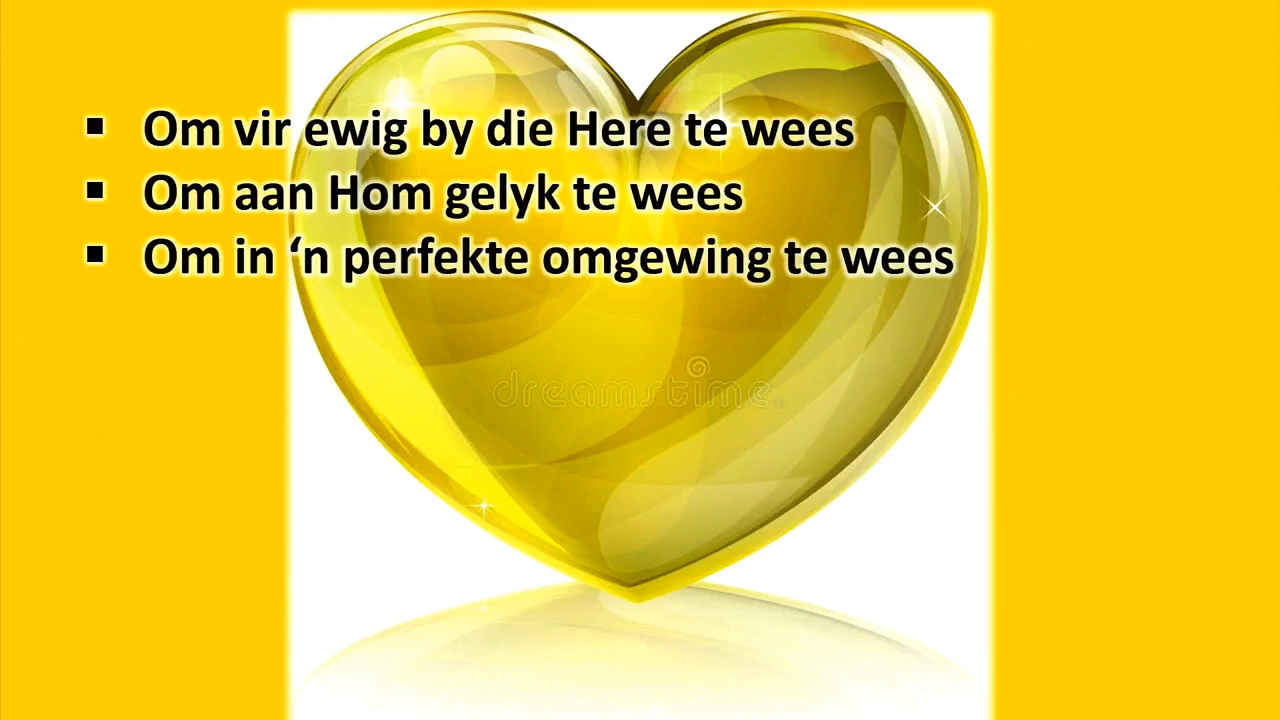 ▪ Om vir ewig by die Here te wees
▪ Om aan Hom gelyk te wees
▪ Om in ‘n perfekte omgewing te wees
dreamstime.